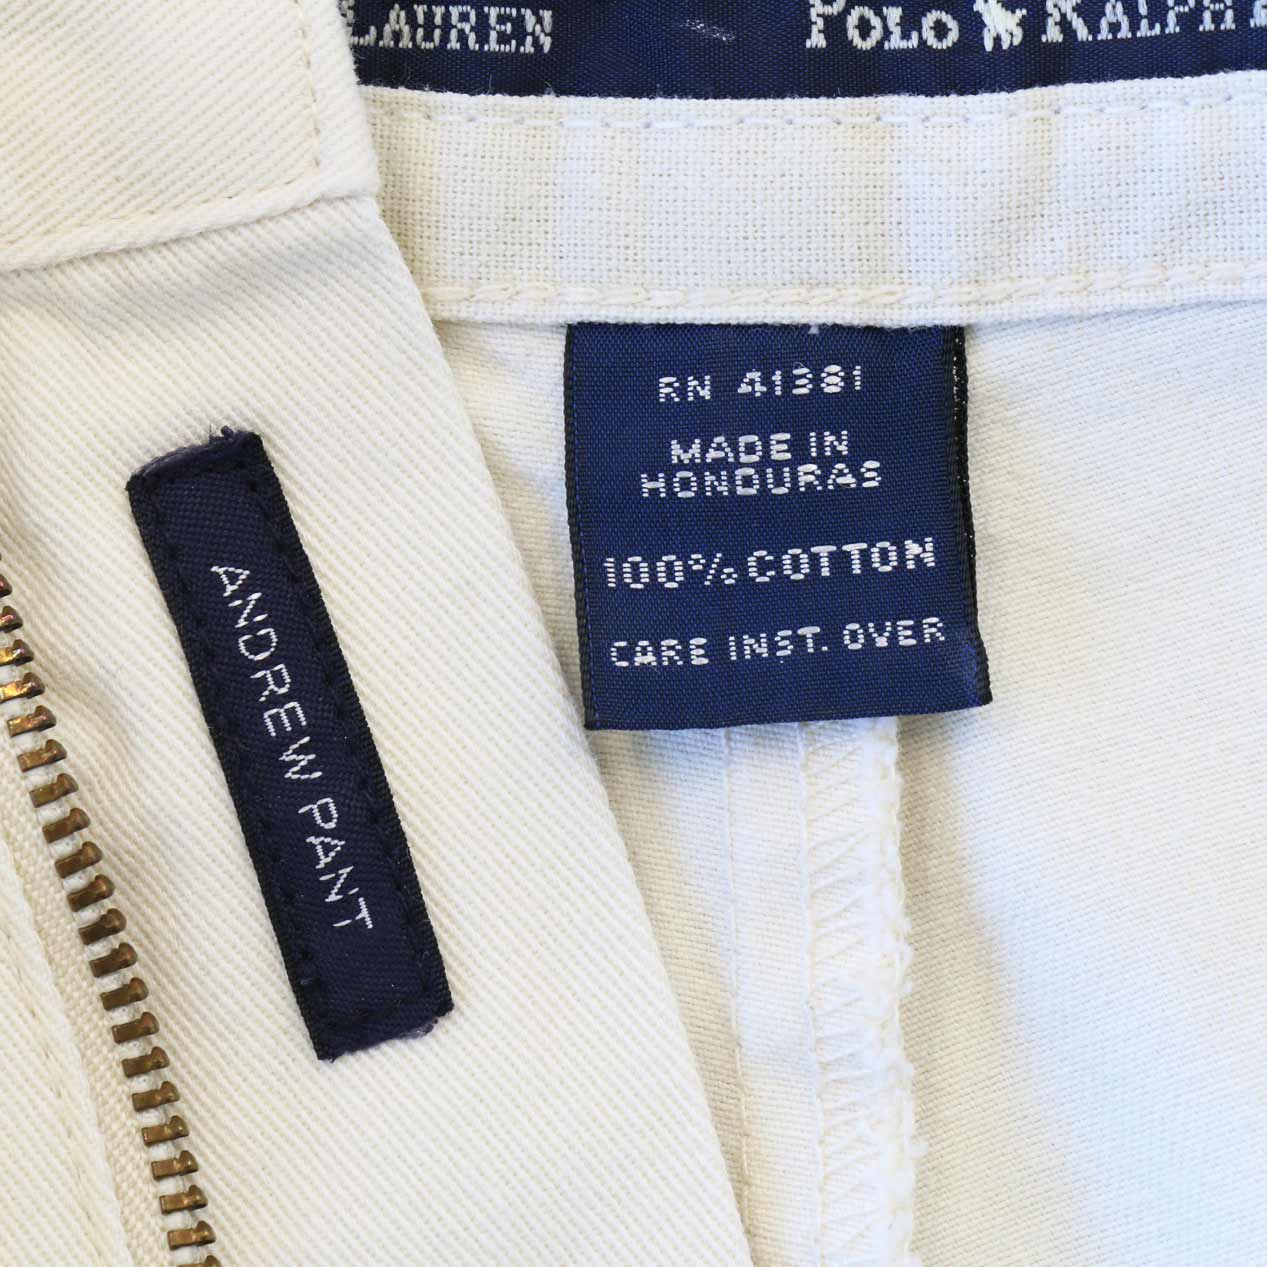 LAUREN
POLO RALPH
RN 41381
MADE IN
HONDURAS
100% COTTON
CARE INST. OVER
ANDREW PANT